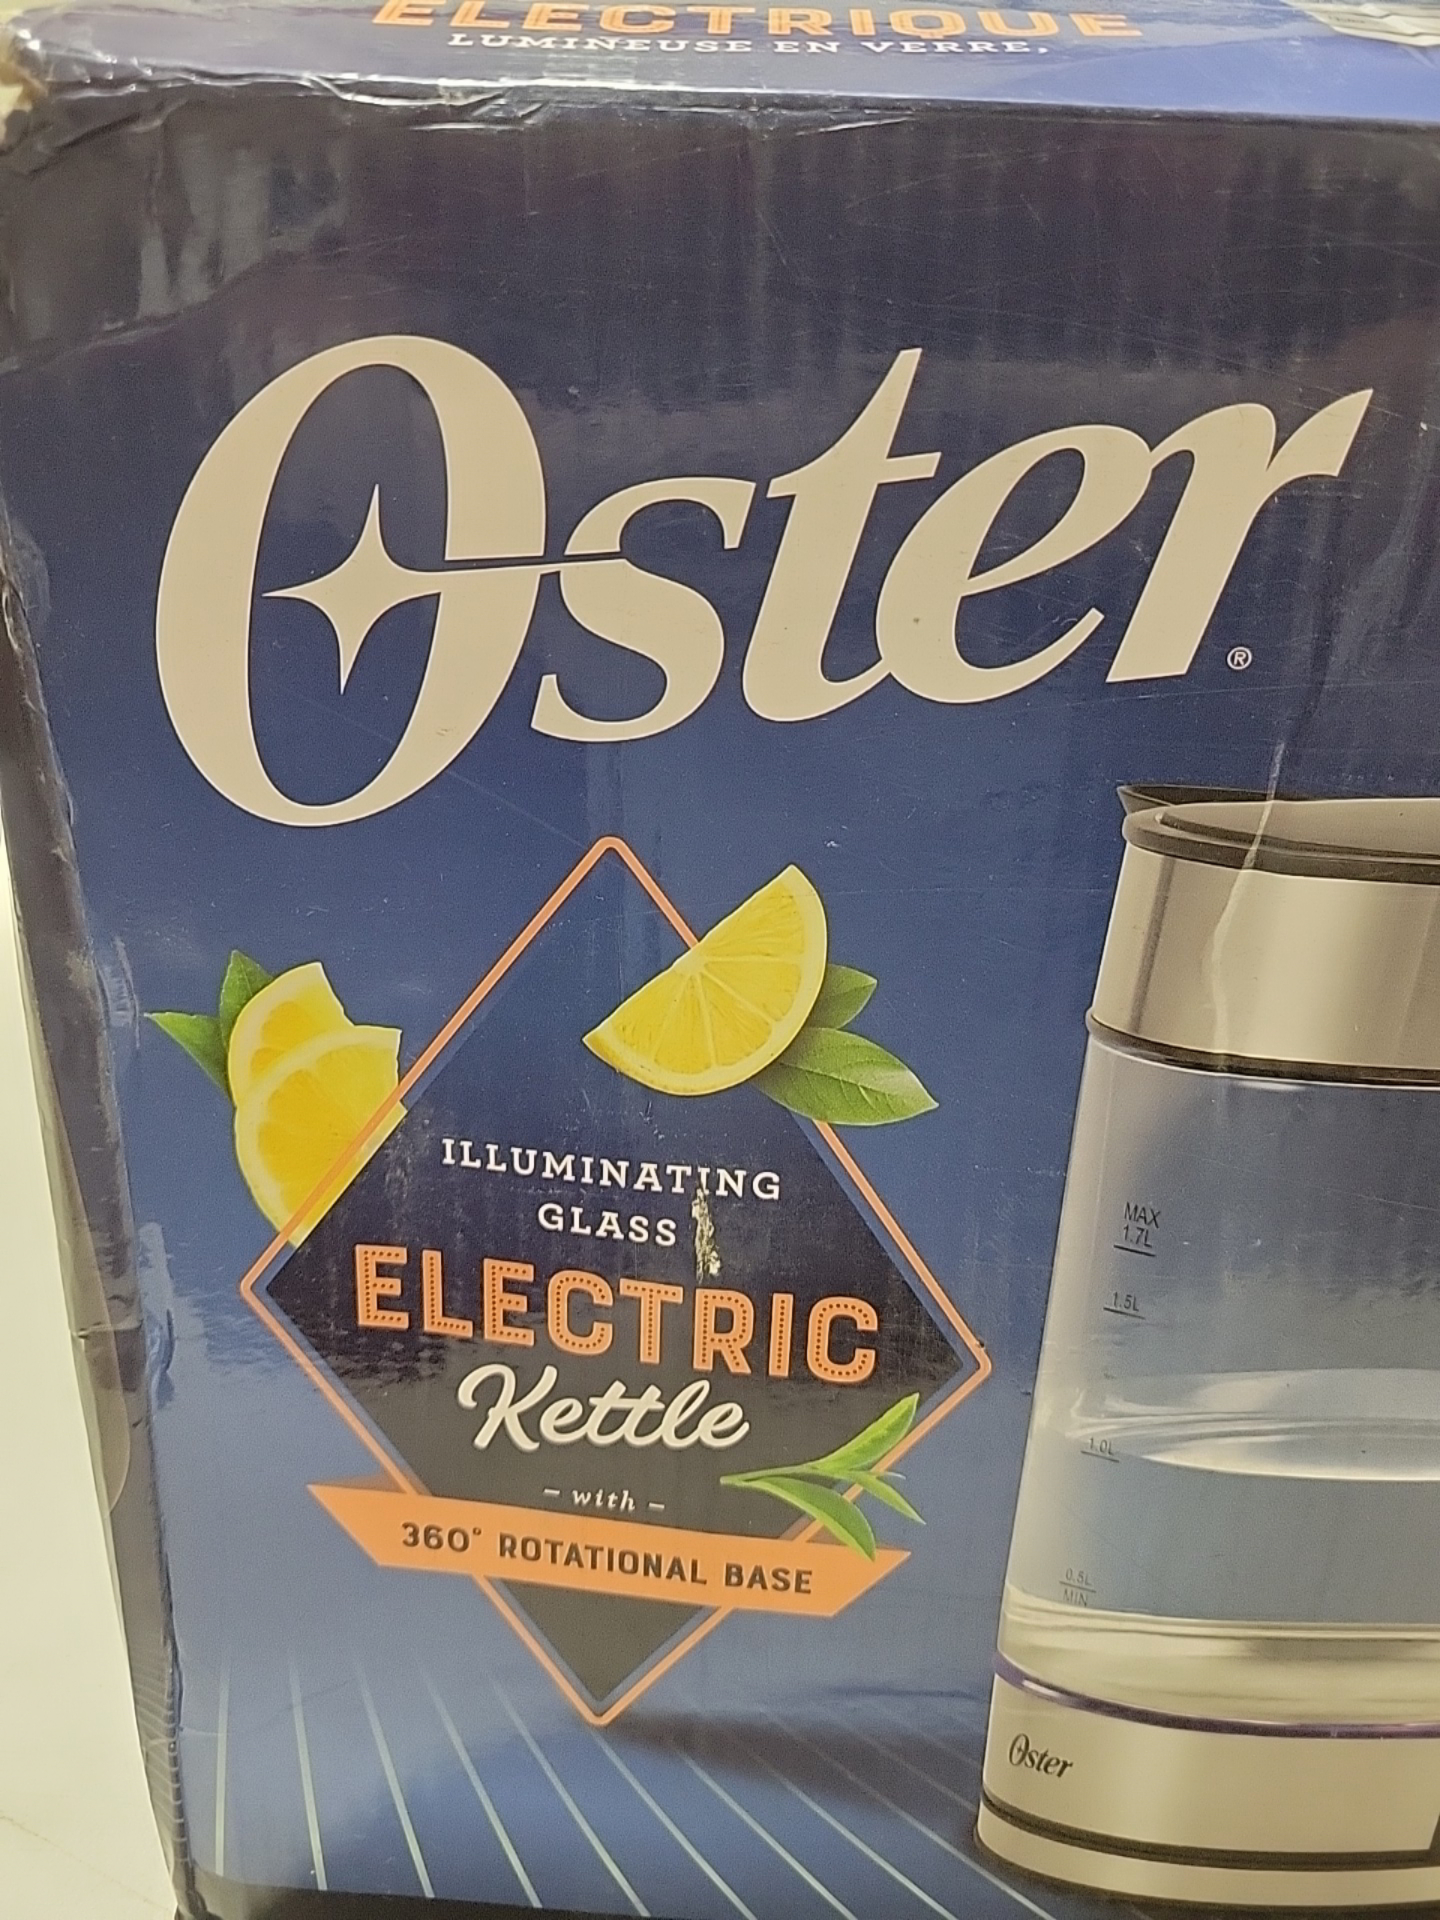 ELECTRIQUE
LUMINEUSE EN VERRE,
Oster®
ILLUMINATING
GLASS
ELECTRIC
Kettle
- with -
360° ROTATIONAL BASE
MAX
1.7L
1.5L
1.0L
0.5L
MIN
Oster